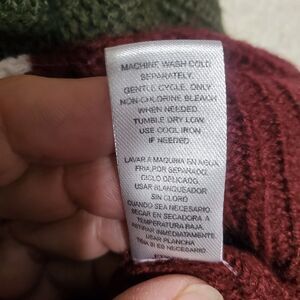 MACHINE WASH COLD
SEPARATELY.
GENTLE CYCLE. ONLY
NON-CHLORINE BLEACH
WHEN NEEDED.
TUMBLE DRY LOW.
USE COOL IRON
IF NEEDED.
LAVAR A MAQUINA EN AGUA
FRIA,POR SEPARADO.
CICLO DELICADO.
USAR BLANQUEADOR
SIN CLORO
CUANDO SEA NECESARIO.
SECAR EN SECADORA A
TEMPERATURA BAJA.
RETIRAR INMEDIATAMENTE.
USAR PLANCHA
TIBIA SI ES NECESARIO.